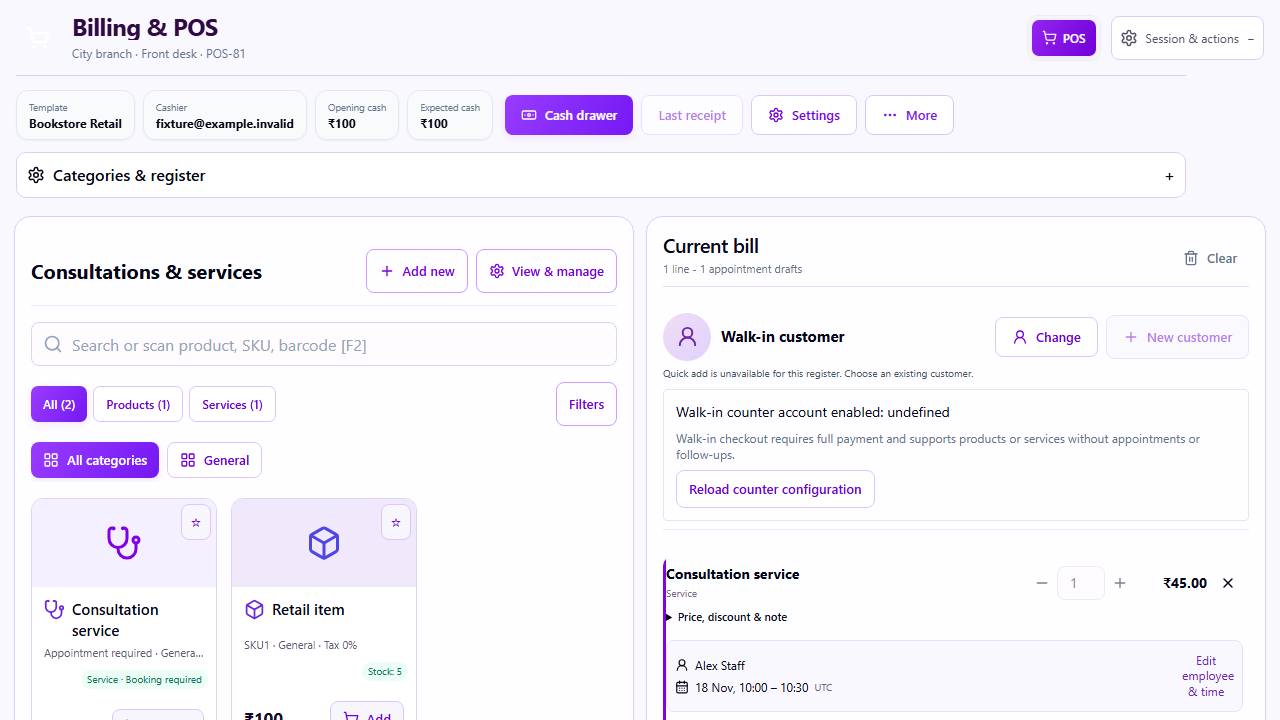 Billing & POS
City branch · Front desk · POS-81
POS
Session & actions –
Template
Bookstore Retail
Cashier
fixture@example.invalid
Opening cash
₹100
Expected cash
₹100
Cash drawer
Last receipt
Settings
More
Categories & register
+
Consultations & services
Add new
View & manage
Search or scan product, SKU, barcode [F2]
All (2)
Products (1)
Services (1)
Filters
All categories
General
Consultation
service
Appointment required · Genera...
Service · Booking required
Retail item
SKU1 · General · Tax 0%
Stock: 5
₹100
Add
Current bill
1 line - 1 appointment drafts
Clear
Walk-in customer
Change
New customer
Quick add is unavailable for this register. Choose an existing customer.
Walk-in counter account enabled: undefined
Walk-in checkout requires full payment and supports products or services without appointments or
follow-ups.
Reload counter configuration
Consultation service
Service
1
₹45.00
Price, discount & note
Alex Staff
18 Nov, 10:00 – 10:30 UTC
Edit
employee
& time